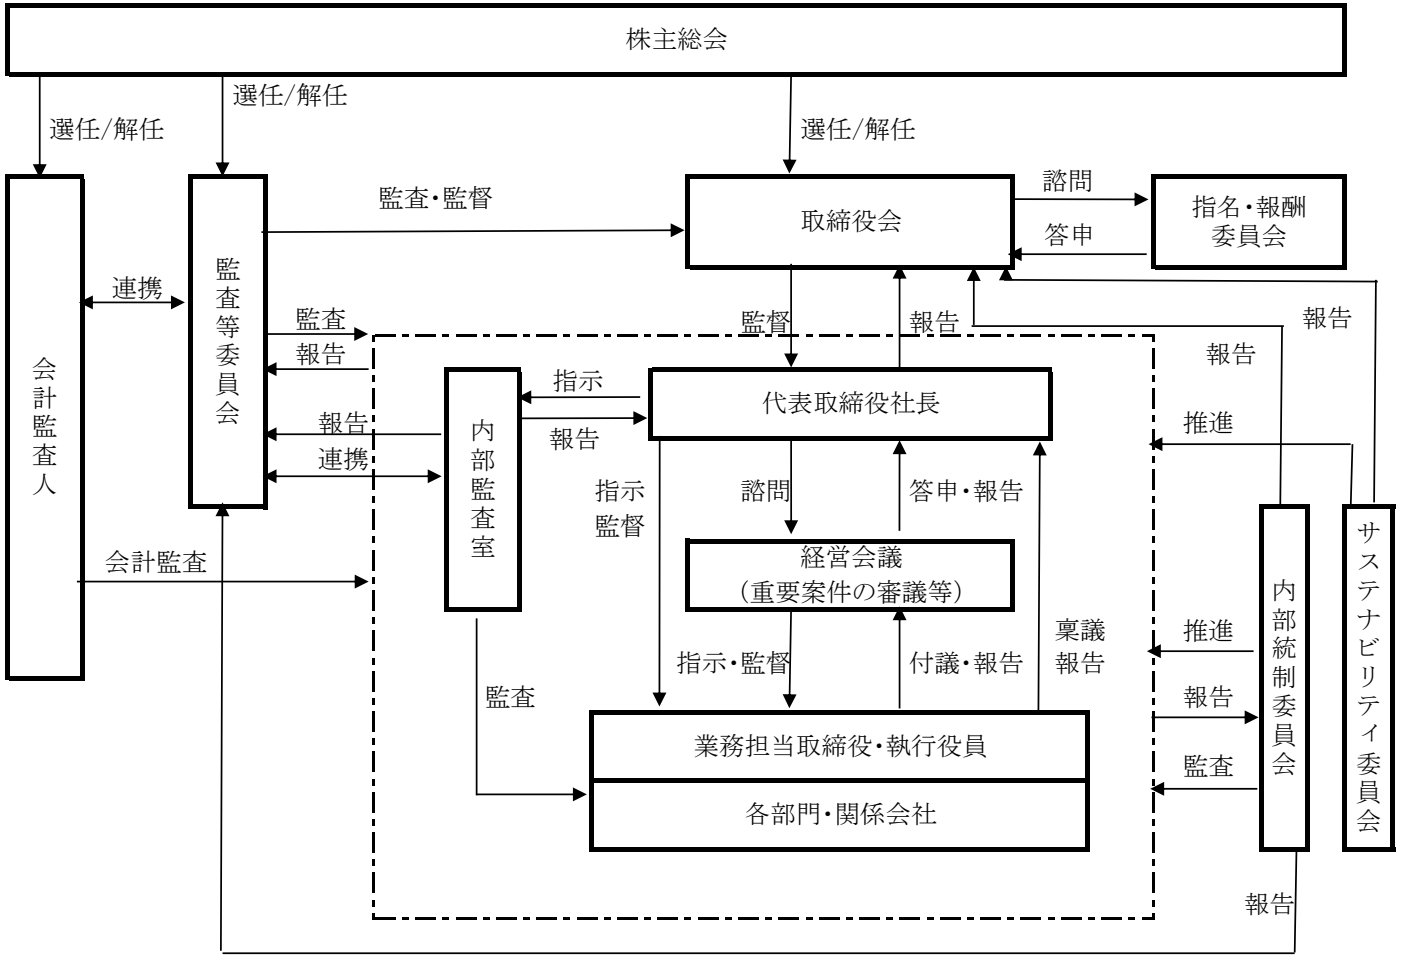 株主総会
選任/解任
選任/解任
選任/解任
監査・監督
取締役会
諮問
答申
指名・報酬
委員会
連携
監査等委員会
会計監査人
監査
報告
監督
報告
報告
報告
指示
報告
代表取締役社長
推進
報告
連携
内部監査室
指示
監督
諮問
答申・報告
経営会議
（重要案件の審議等）
会計監査
サステナビリティ委員会
内部統制委員会
稟議
報告
推進
指示・監督
付議・報告
監査
報告
業務担当取締役・執行役員
監査
各部門・関係会社
報告